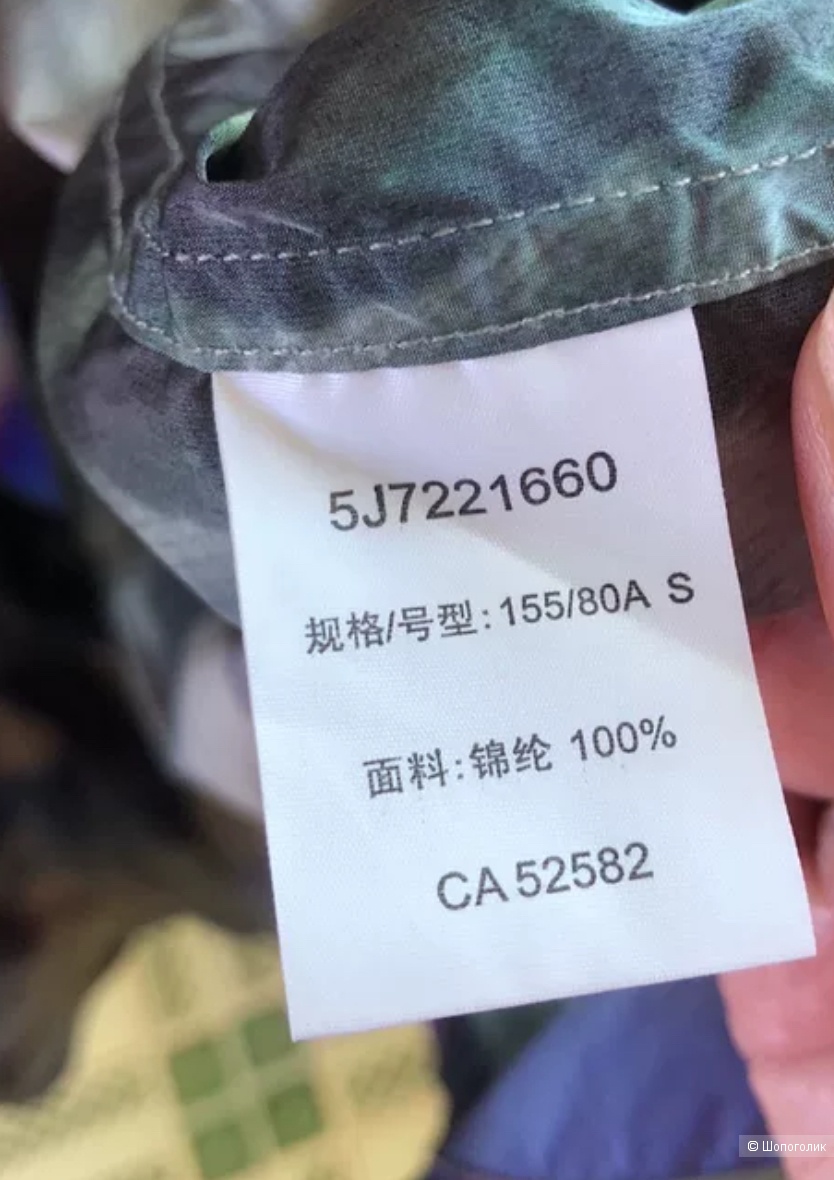 5J7221660
规格/号型:155/80A S
面料:锦纶 100%
CA 52582
© Шопоголик